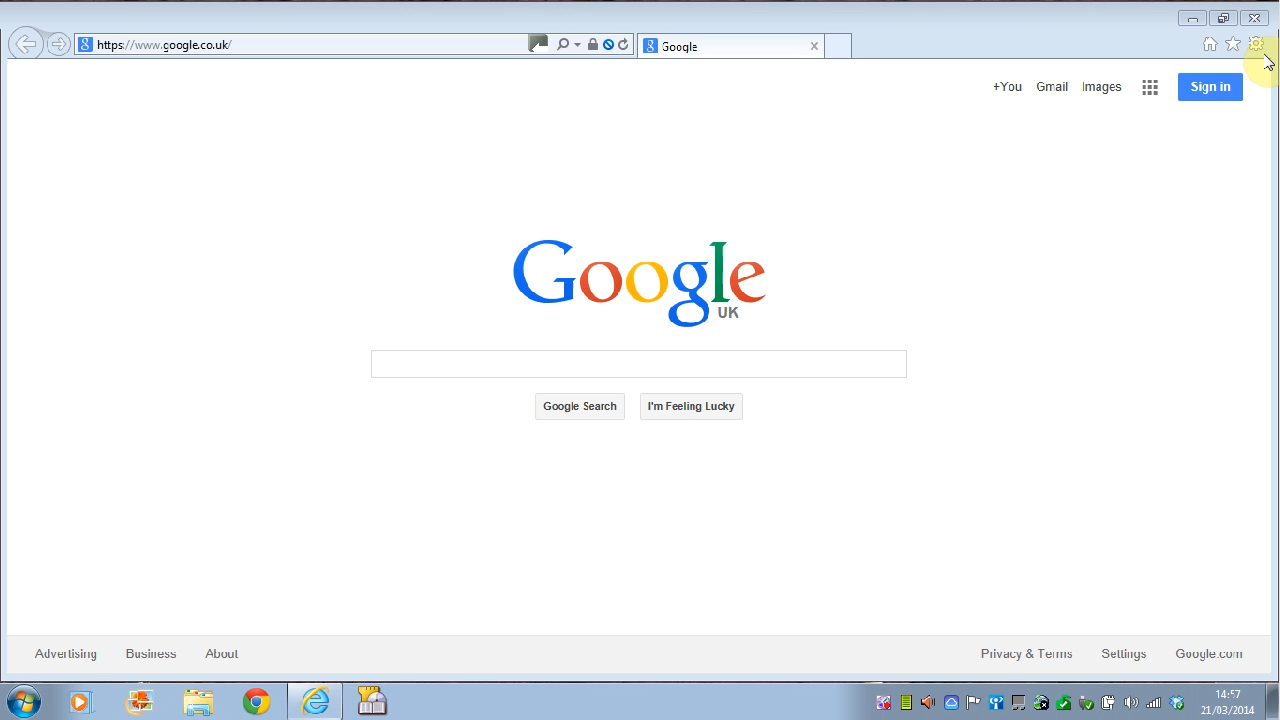 https://www.google.co.uk/
Google
+You Gmail Images Sign in
Google
UK
Google Search I'm Feeling Lucky
Advertising Business About Privacy & Terms Settings Google.com
14:57
21/03/2014